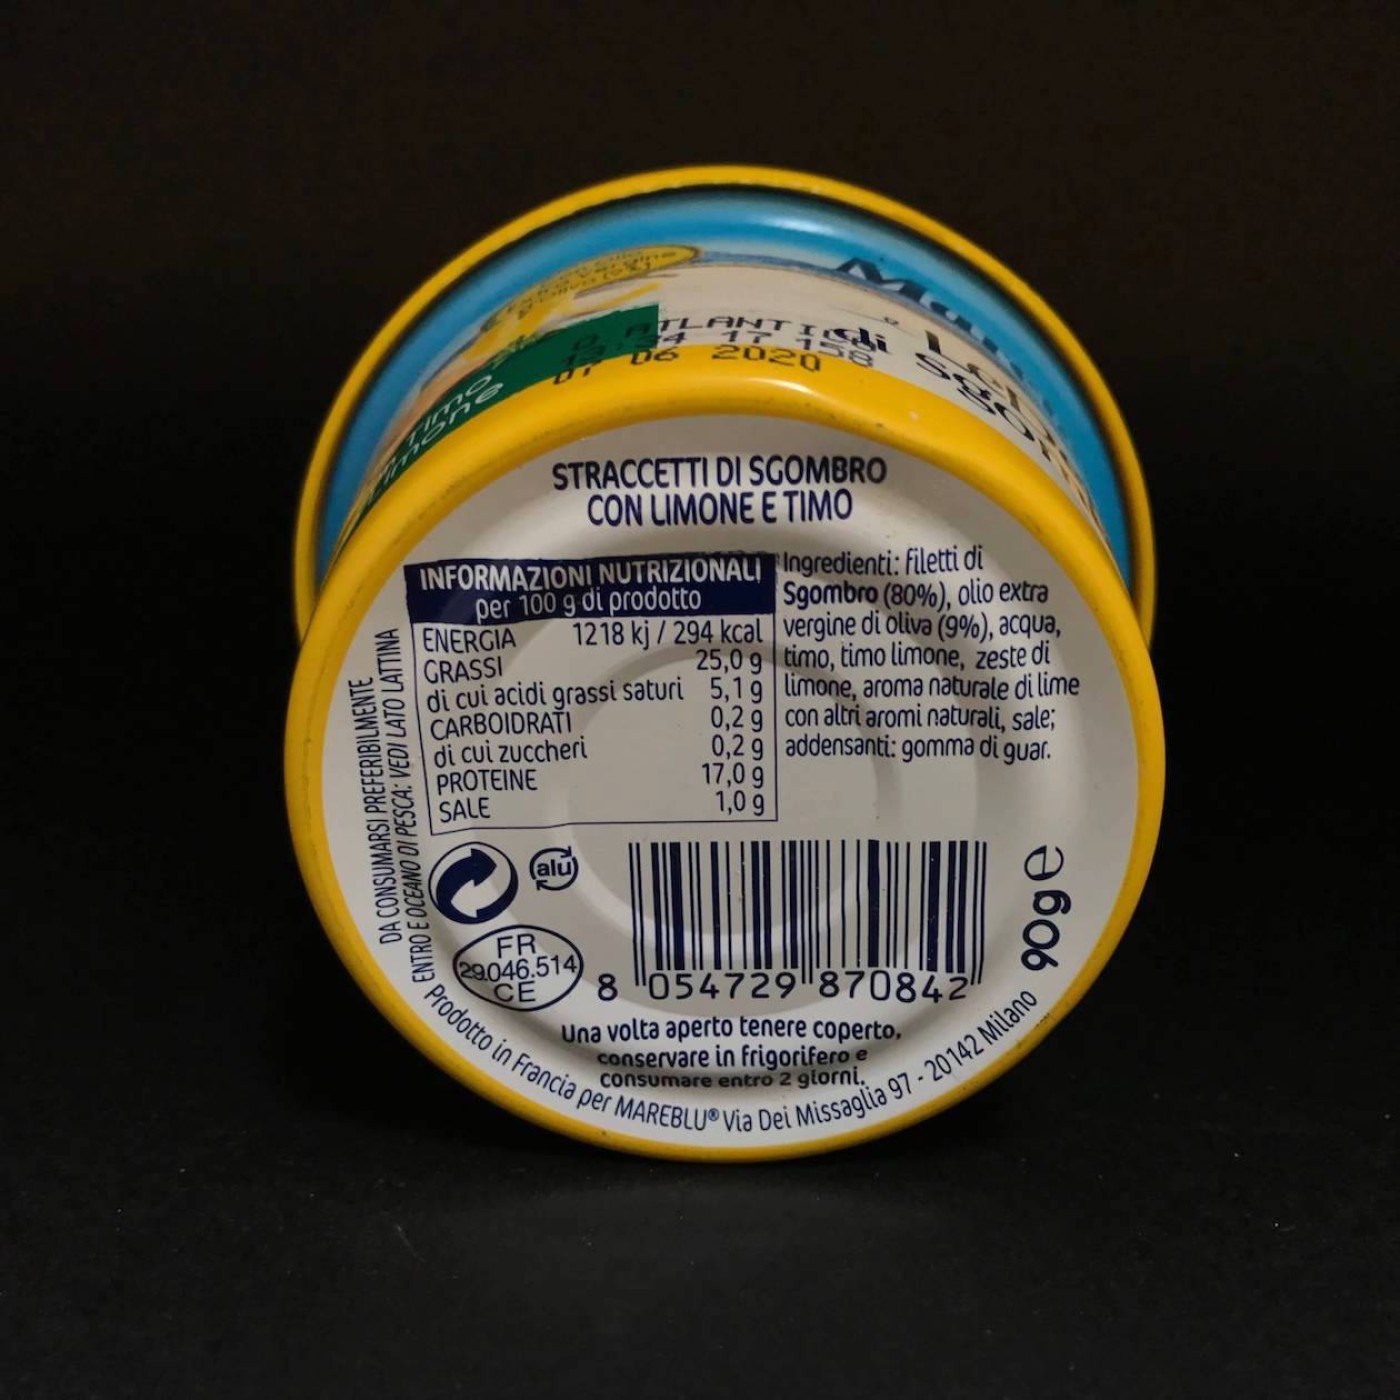 Mar
di
Sgom
O ATLANTIC
17 158
07 06 2020
Timo
Limone
STRACCETTI DI SGOMBRO
CON LIMONE E TIMO
INFORMAZIONI NUTRIZIONALI
per 100 g di prodotto
ENERGIA 1218 kj / 294 kcal
GRASSI 25,0 g
di cui acidi grassi saturi 5,1 g
CARBOIDRATI 0,2 g
di cui zuccheri 0,2 g
PROTEINE 17,0 g
SALE 1,0 g
Ingredienti: filetti di
Sgombro (80%), olio extra
vergine di oliva (9%), acqua,
timo, timo limone, zeste di
limone, aroma naturale di lime
con altri aromi naturali, sale;
addensanti: gomma di guar.
DA CONSUMARSI PREFERIBILMENTE
ENTRO E OCEANO DI PESCA: VEDI LATO LATTINA
alu
FR
29.046.514
CE
8 054729 870842
90g e
Una volta aperto tenere coperto,
conservare in frigorifero e
consumare entro 2 giorni.
Prodotto in Francia per MAREBLU® Via Dei Missaglia 97 - 20142 Milano